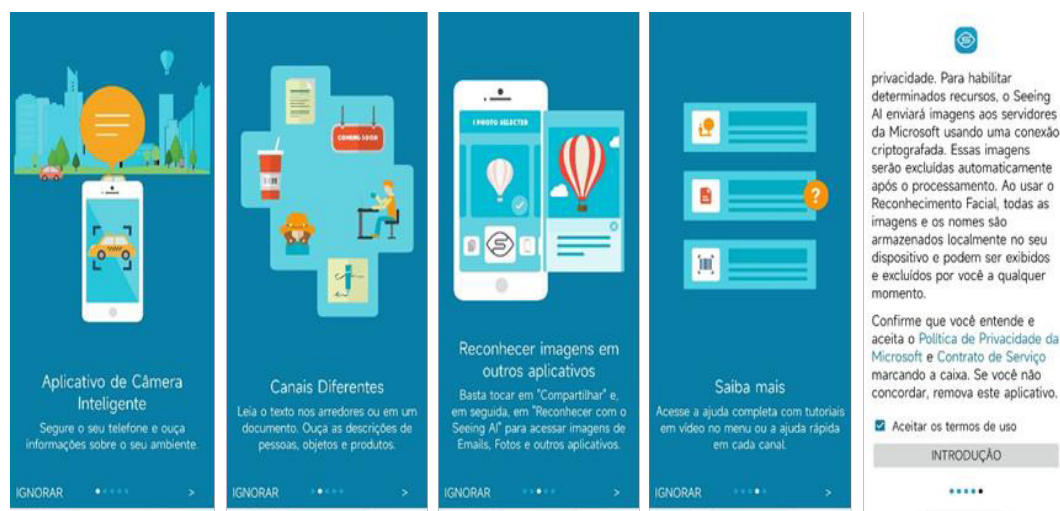 Aplicativo de Câmera
Inteligente
Segure o seu telefone e ouça
informações sobre o seu ambiente.
IGNORAR
>
COMING SOON
Canais Diferentes
Leia o texto nos arredores ou em um
documento. Ouça as descrições de
pessoas, objetos e produtos.
IGNORAR
>
1 PHOTO SELECTED
Reconhecer imagens em
outros aplicativos
Basta tocar em "Compartilhar" e,
em seguida, em "Reconhecer com o
Seeing AI" para acessar imagens de
Emails, Fotos e outros aplicativos.
IGNORAR
>
?
Saiba mais
Acesse a ajuda completa com tutoriais
em vídeo no menu ou a ajuda rápida
em cada canal.
IGNORAR
>
privacidade. Para habilitar
determinados recursos, o Seeing
AI enviará imagens aos servidores
da Microsoft usando uma conexão
criptografada. Essas imagens
serão excluídas automaticamente
após o processamento. Ao usar o
Reconhecimento Facial, todas as
imagens e os nomes são
armazenados localmente no seu
dispositivo e podem ser exibidos
e excluídos por você a qualquer
momento.
Confirme que você entende e
aceita o Política de Privacidade da
Microsoft e Contrato de Serviço
marcando a caixa. Se você não
concordar, remova este aplicativo.
Aceitar os termos de uso
INTRODUÇÃO